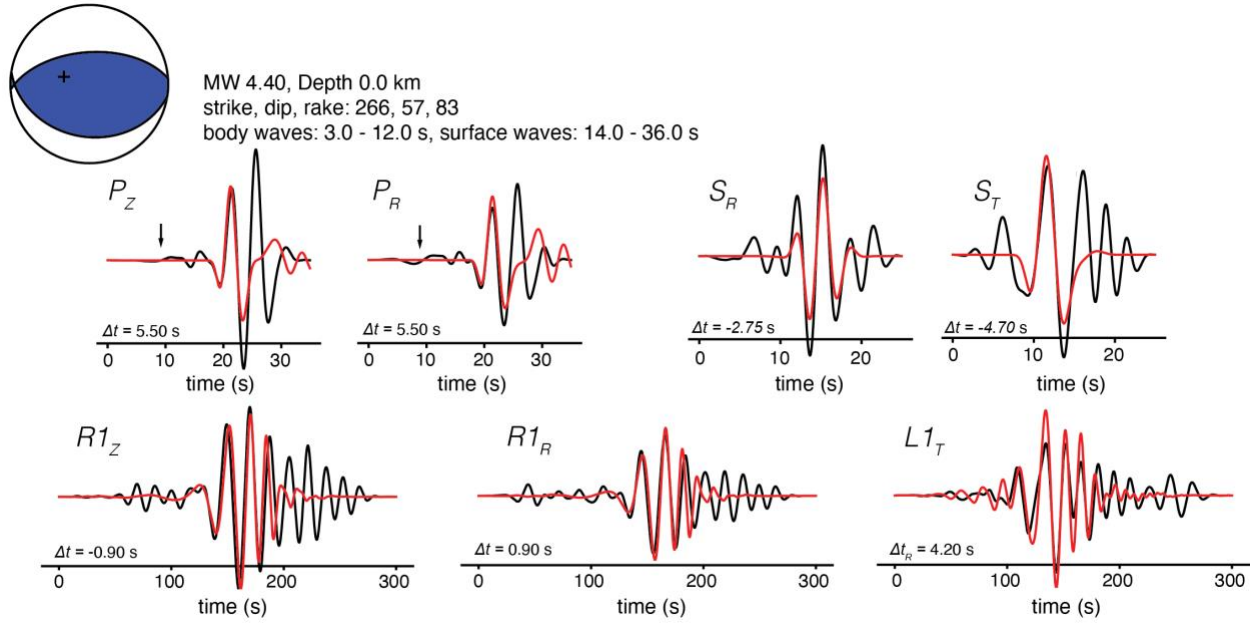 MW 4.40, Depth 0.0 km
strike, dip, rake: 266, 57, 83
body waves: 3.0 - 12.0 s, surface waves: 14.0 - 36.0 s
P_Z P_R S_R S_T
Δt = 5.50 s Δt = 5.50 s Δt = -2.75 s Δt = -4.70 s
0 10 20 30 0 10 20 30 0 10 20 0 10 20
time (s) time (s) time (s) time (s)
R1_Z R1_R L1_T
Δt = -0.90 s Δt = 0.90 s Δt_R = 4.20 s
0 100 200 300 0 100 200 300 0 100 200 300
time (s) time (s) time (s)